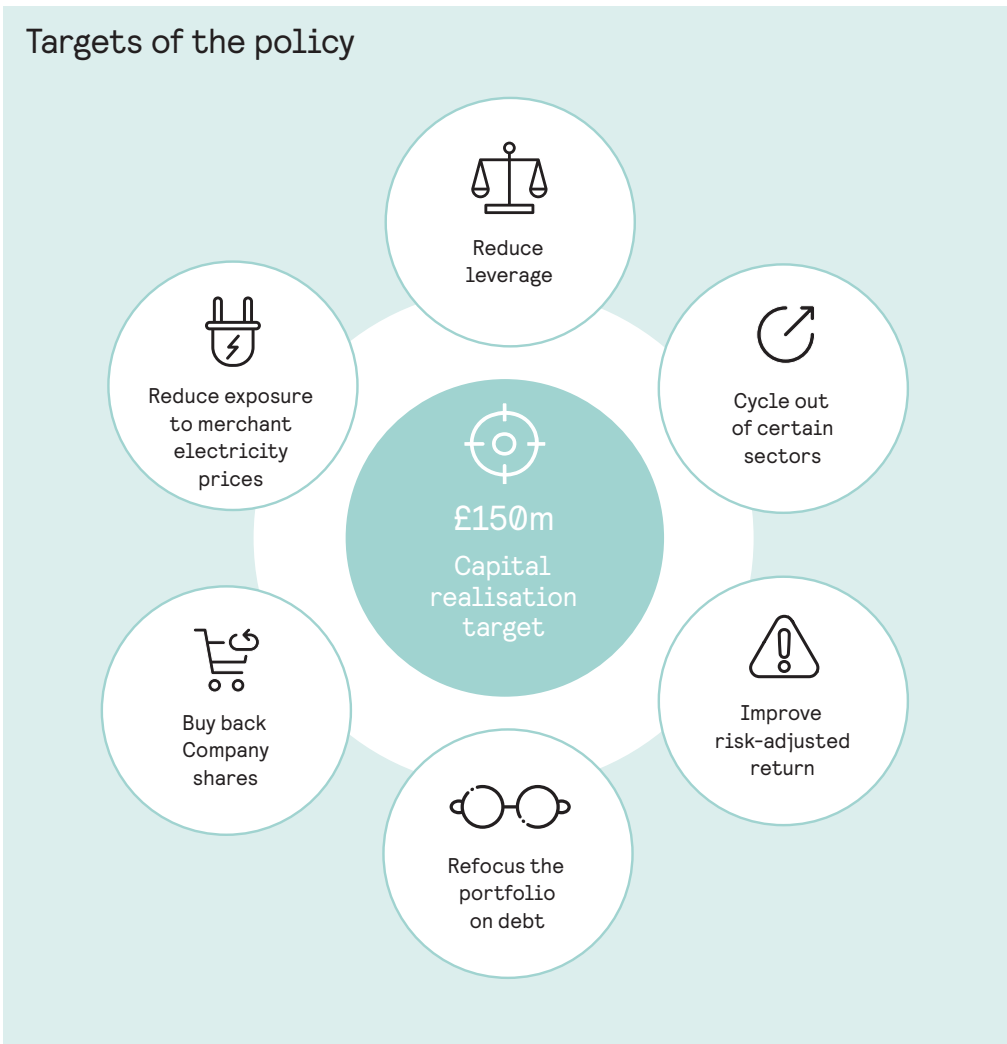 Targets of the policy
Reduce
leverage
Cycle out
of certain
sectors
Improve
risk-adjusted
return
Refocus the
portfolio
on debt
Buy back
Company
shares
Reduce exposure
to merchant
electricity
prices
£150m
Capital
realisation
target